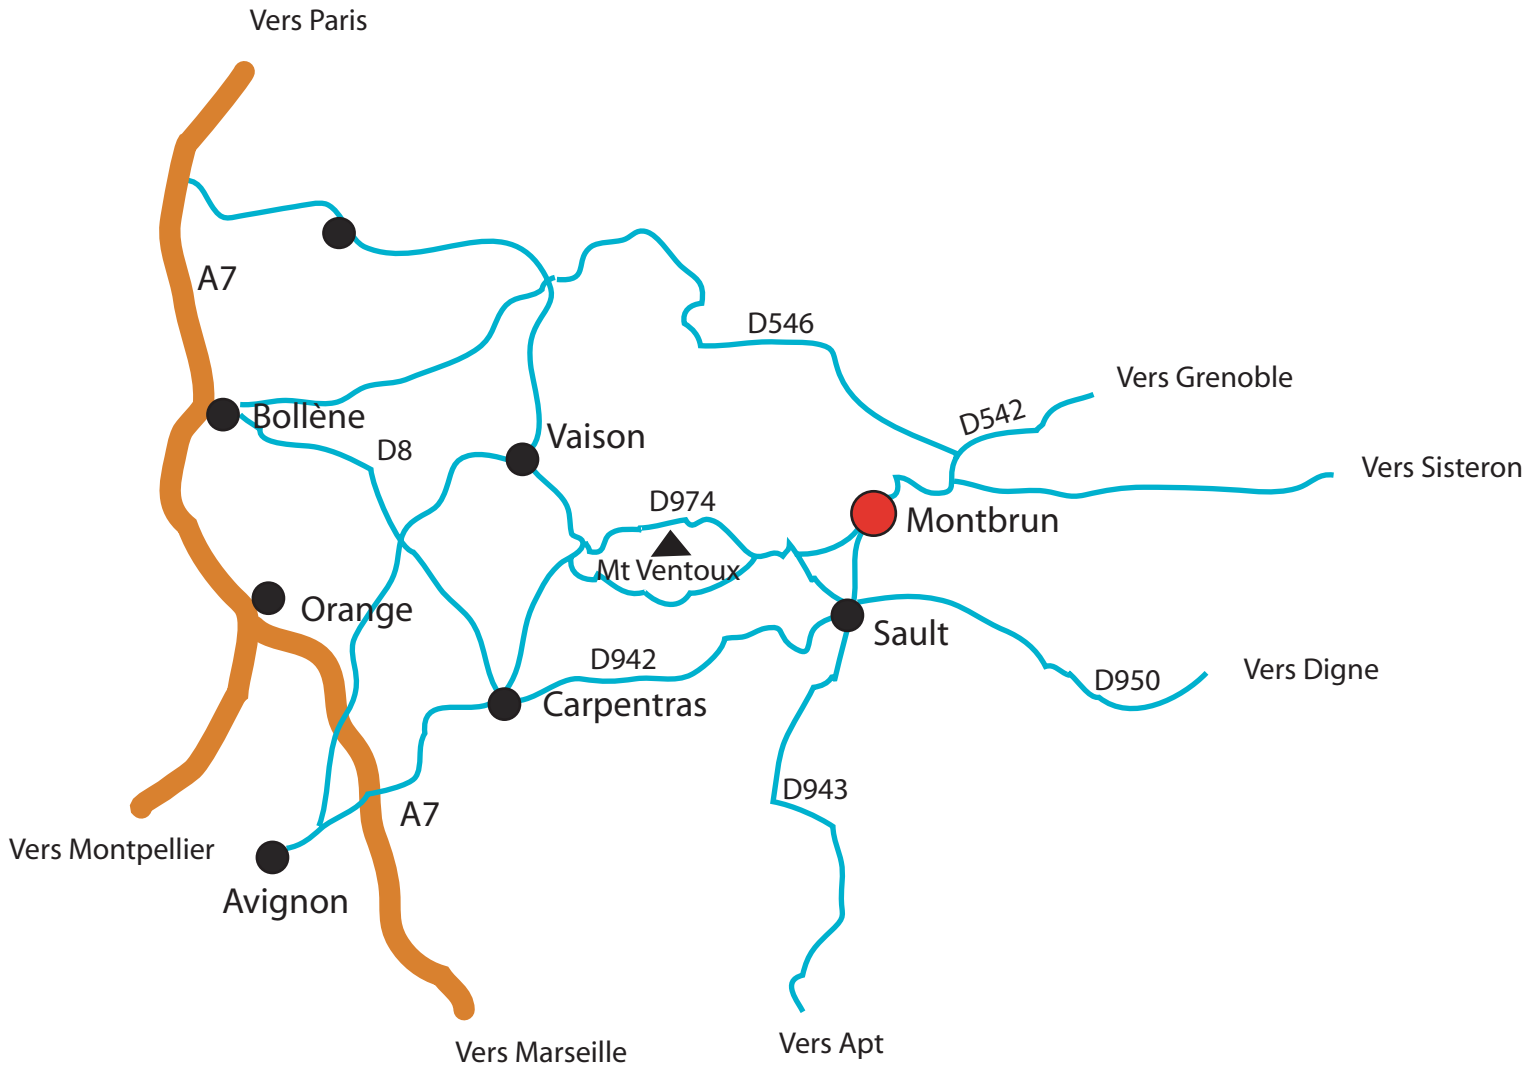 Vers Paris
A7
D546
Vers Grenoble
D542
Bollène
Vaison
D8
Vers Sisteron
D974
Montbrun
Mt Ventoux
Orange
Sault
D942
Vers Digne
D950
Carpentras
D943
A7
Vers Montpellier
Avignon
Vers Apt
Vers Marseille